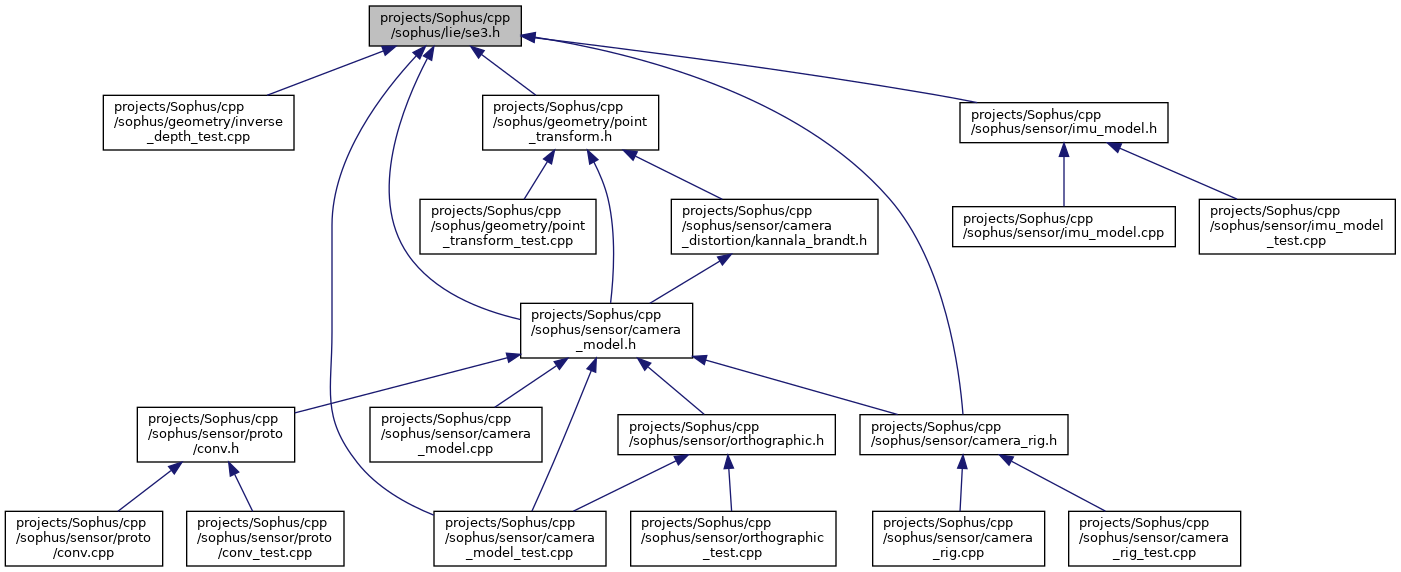 projects/Sophus/cpp
/sophus/lie/se3.h
projects/Sophus/cpp
/sophus/geometry/inverse
_depth_test.cpp
projects/Sophus/cpp
/sophus/geometry/point
_transform.h
projects/Sophus/cpp
/sophus/sensor/imu_model.h
projects/Sophus/cpp
/sophus/geometry/point
_transform_test.cpp
projects/Sophus/cpp
/sophus/sensor/camera
_distortion/kannala_brandt.h
projects/Sophus/cpp
/sophus/sensor/imu_model.cpp
projects/Sophus/cpp
/sophus/sensor/imu_model
_test.cpp
projects/Sophus/cpp
/sophus/sensor/camera
_model.h
projects/Sophus/cpp
/sophus/sensor/proto
/conv.h
projects/Sophus/cpp
/sophus/sensor/camera
_model.cpp
projects/Sophus/cpp
/sophus/sensor/orthographic.h
projects/Sophus/cpp
/sophus/sensor/camera_rig.h
projects/Sophus/cpp
/sophus/sensor/proto
/conv.cpp
projects/Sophus/cpp
/sophus/sensor/proto
/conv_test.cpp
projects/Sophus/cpp
/sophus/sensor/camera
_model_test.cpp
projects/Sophus/cpp
/sophus/sensor/orthographic
_test.cpp
projects/Sophus/cpp
/sophus/sensor/camera
_rig.cpp
projects/Sophus/cpp
/sophus/sensor/camera
_rig_test.cpp